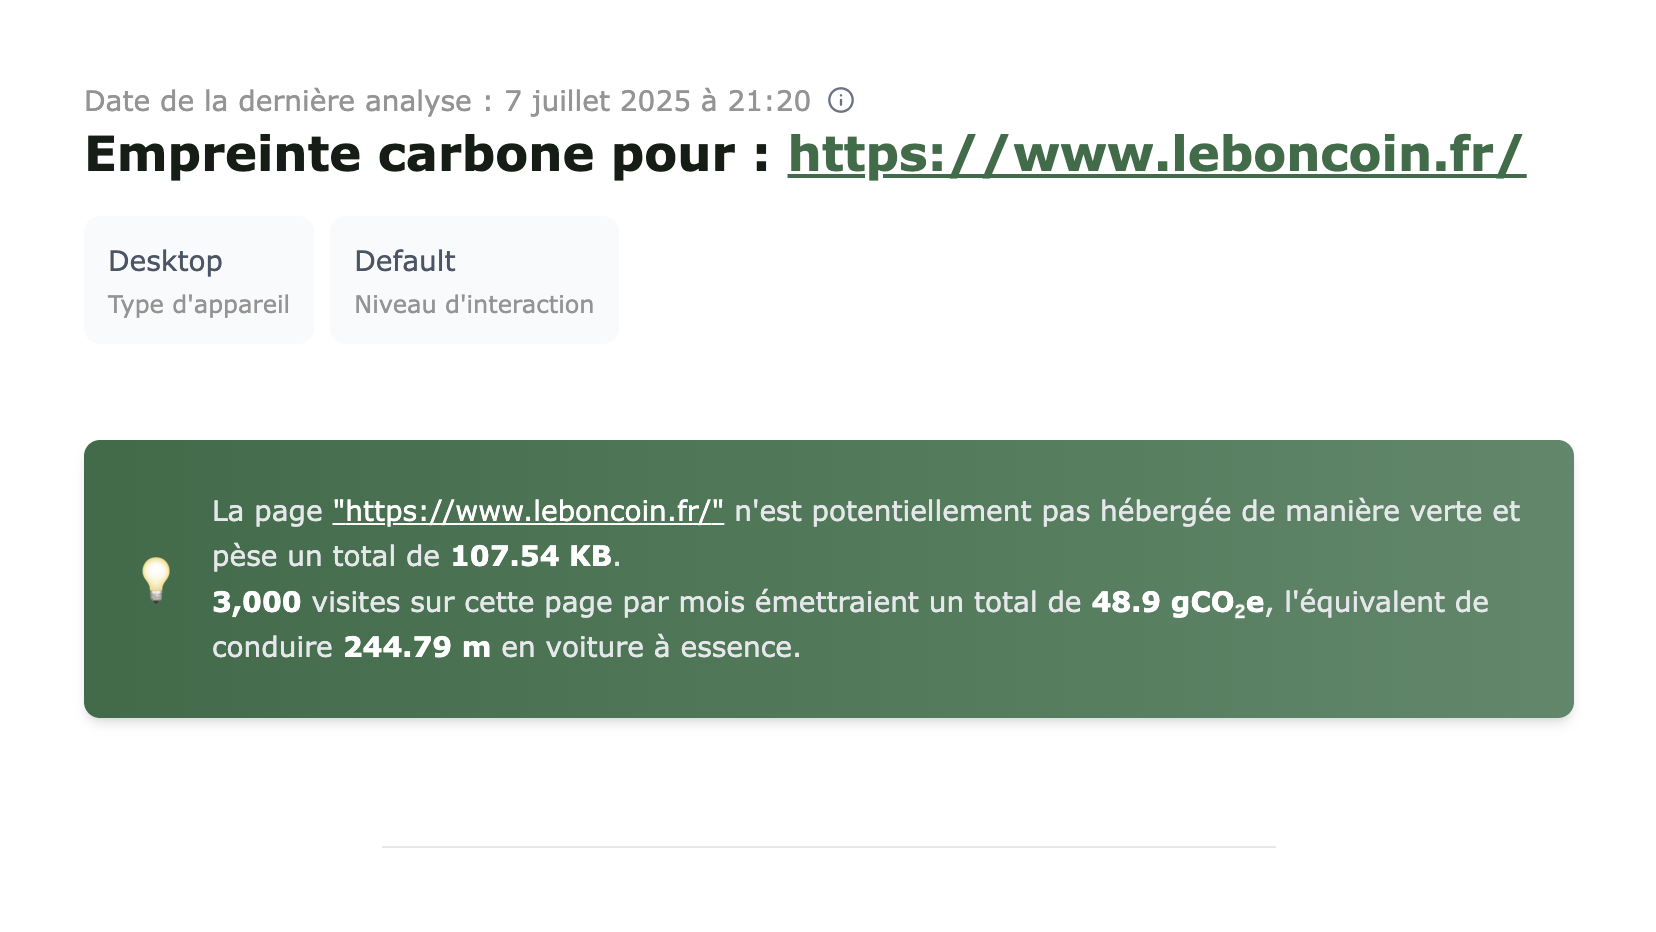 Date de la dernière analyse : 7 juillet 2025 à 21:20
Empreinte carbone pour : https://www.leboncoin.fr/
Desktop
Type d'appareil
Default
Niveau d'interaction
La page "https://www.leboncoin.fr/" n'est potentiellement pas hébergée de manière verte et
pèse un total de 107.54 KB.
3,000 visites sur cette page par mois émettraient un total de 48.9 gCO₂e, l'équivalent de
conduire 244.79 m en voiture à essence.